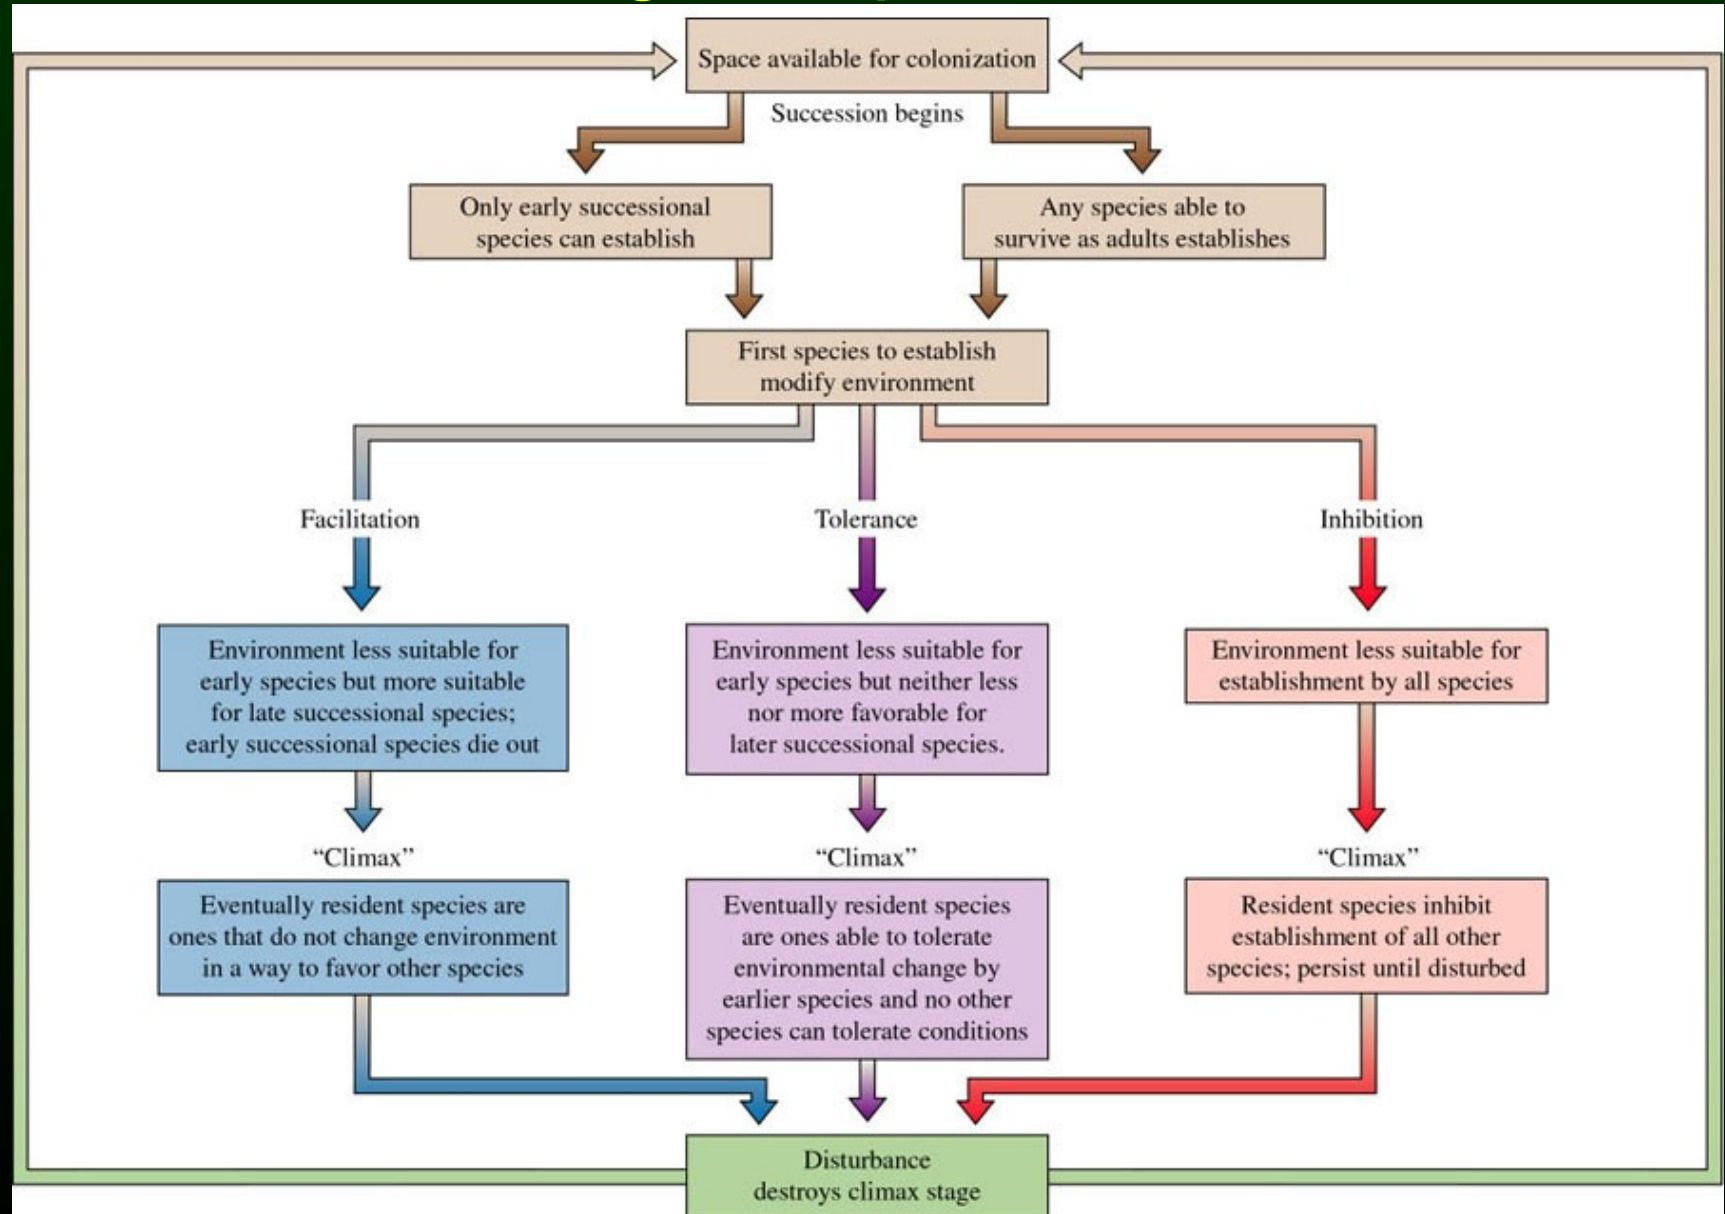 Space available for colonization
Succession begins
Only early successional
species can establish
Any species able to
survive as adults establishes
First species to establish
modify environment
Facilitation
Tolerance
Inhibition
Environment less suitable for
early species but more suitable
for late successional species;
early successional species die out
Environment less suitable for
early species but neither less
nor more favorable for
later successional species.
Environment less suitable for
establishment by all species
“Climax”
“Climax”
“Climax”
Eventually resident species are
ones that do not change environment
in a way to favor other species
Eventually resident species
are ones able to tolerate
environmental change by
earlier species and no other
species can tolerate conditions
Resident species inhibit
establishment of all other
species; persist until disturbed
Disturbance
destroys climax stage